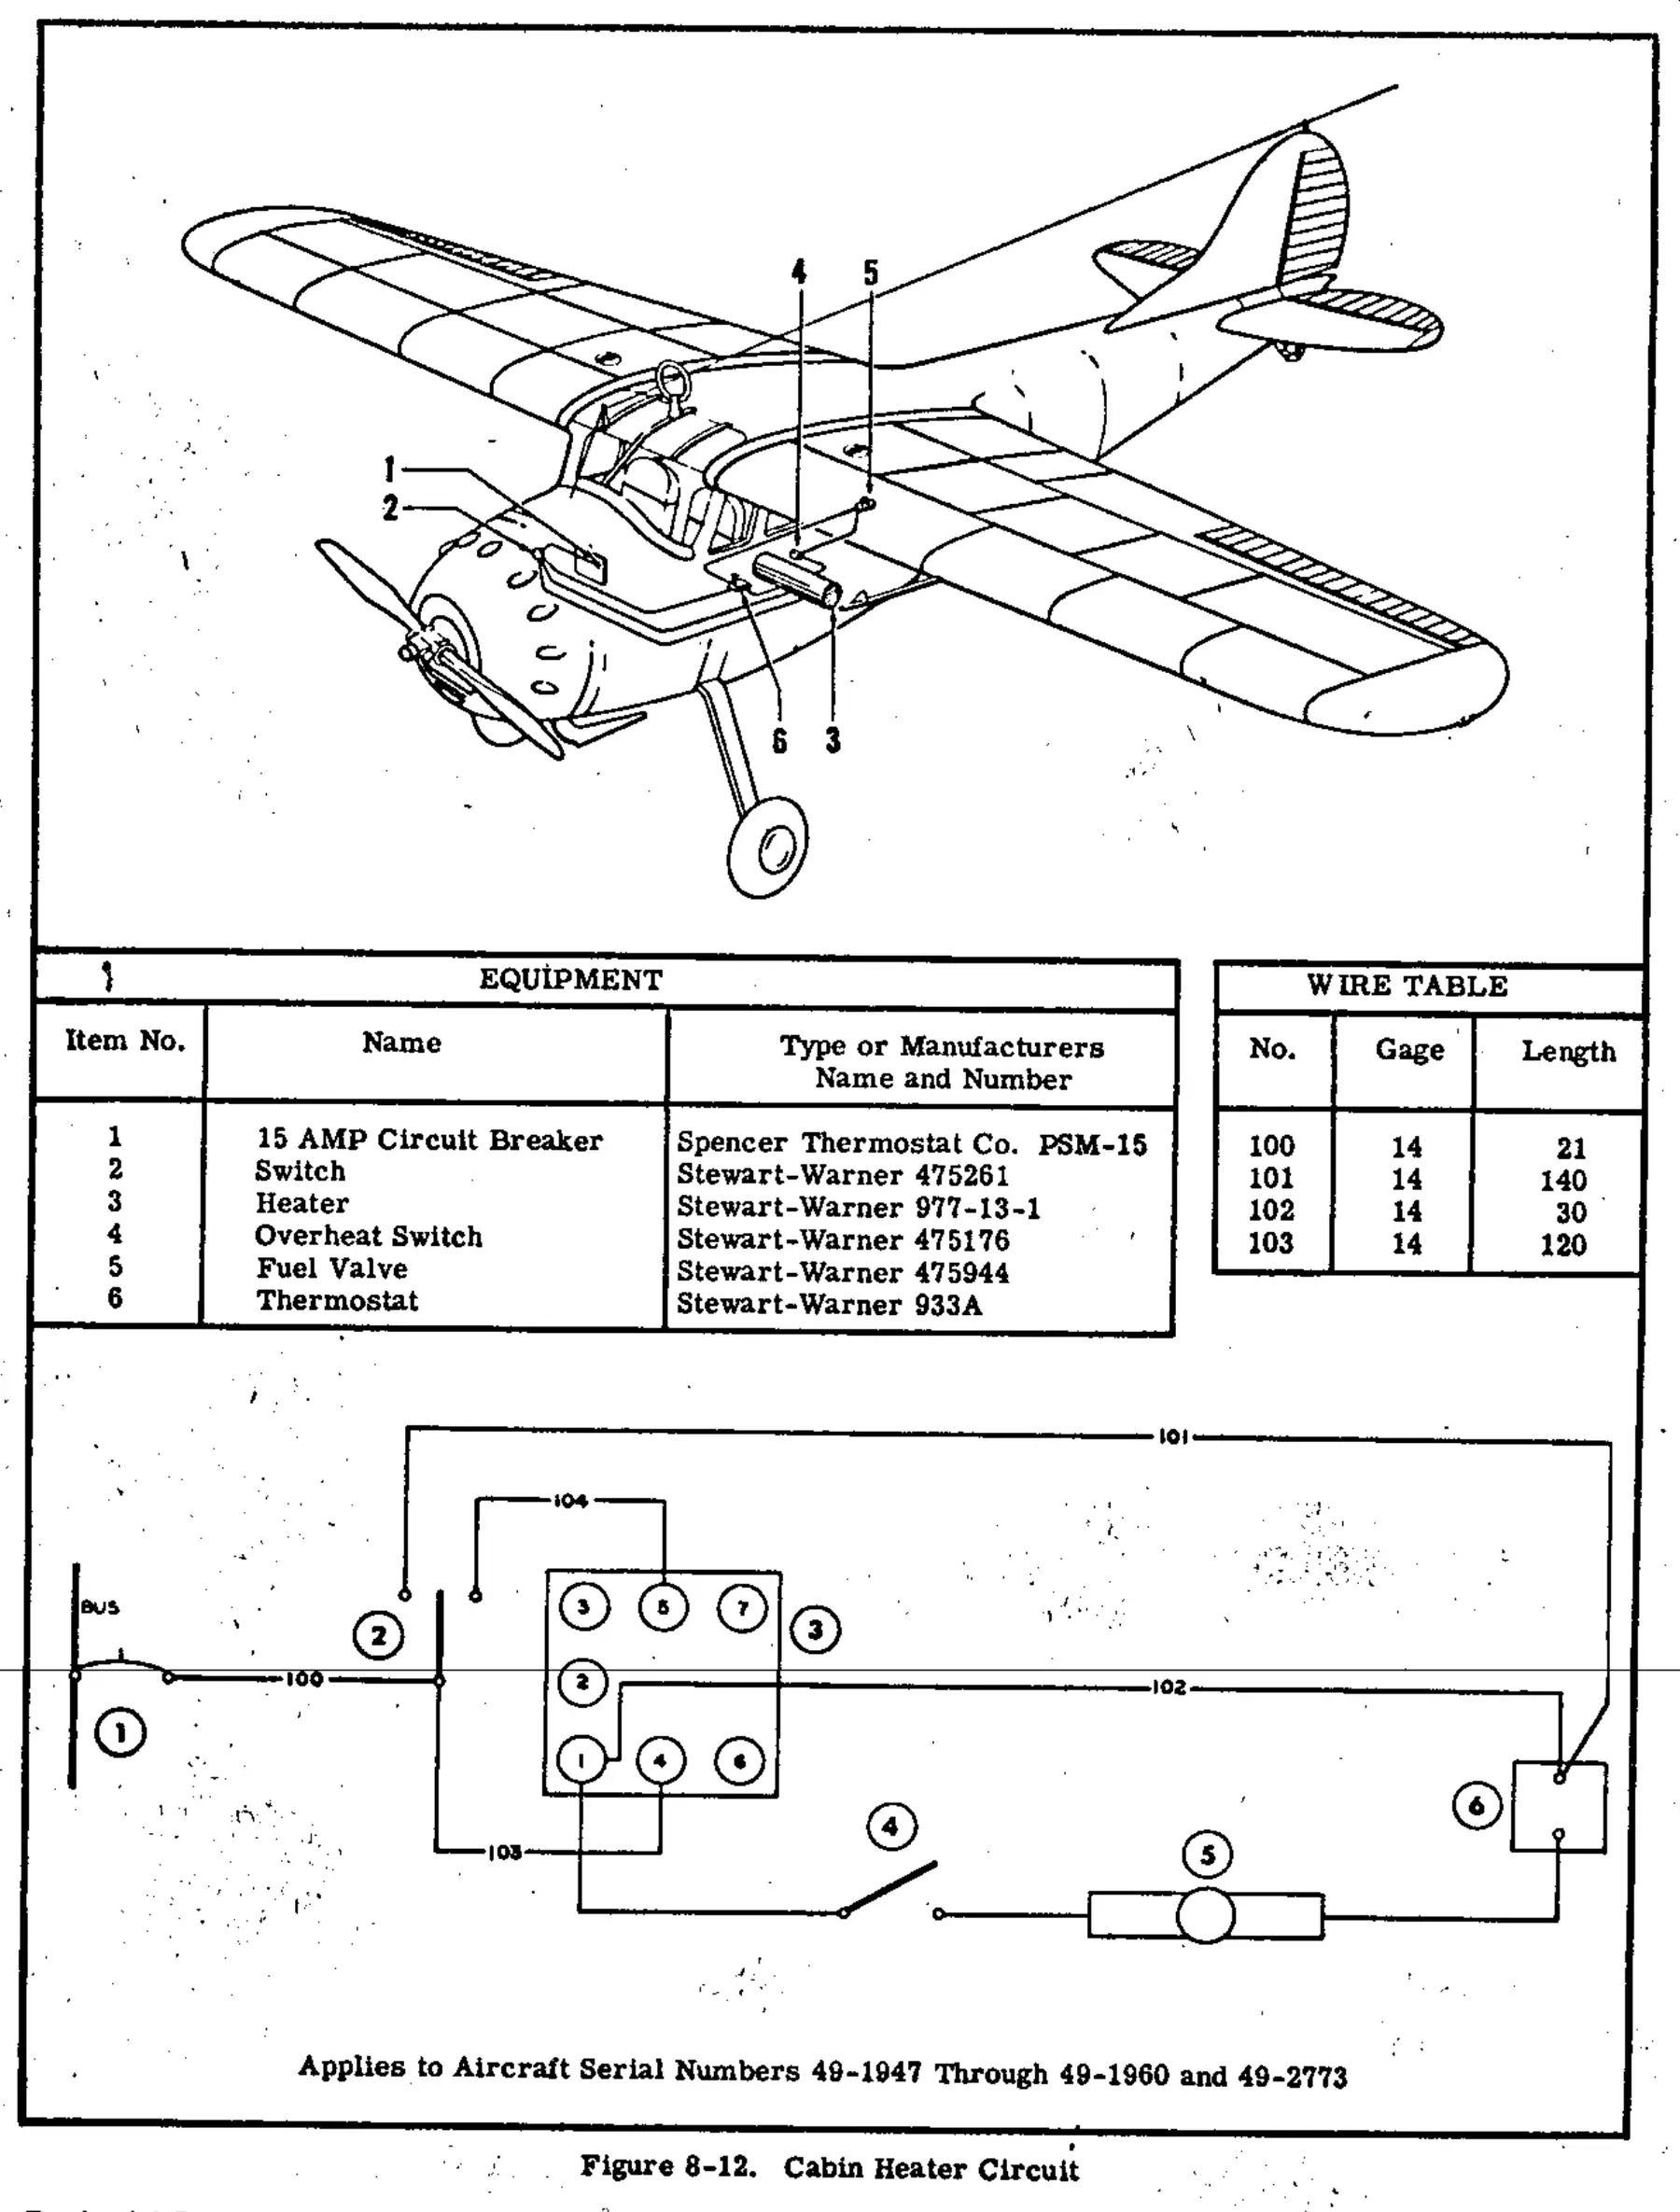 4 5
1
2
6 3
EQUIPMENT
Item No. Name Type or Manufacturers
Name and Number
1 15 AMP Circuit Breaker Spencer Thermostat Co. PSM-15
2 Switch Stewart-Warner 475261
3 Heater Stewart-Warner 977-13-1
4 Overheat Switch Stewart-Warner 475176
5 Fuel Valve Stewart-Warner 475944
6 Thermostat Stewart-Warner 933A
WIRE TABLE
No. Gage Length
100 14 21
101 14 140
102 14 30
103 14 120
101
104
BUS
2
3 5 7
3
100
2
102
1
1 4 6
6
4
103
5
Applies to Aircraft Serial Numbers 49-1947 Through 49-1960 and 49-2773
Figure 8-12. Cabin Heater Circuit